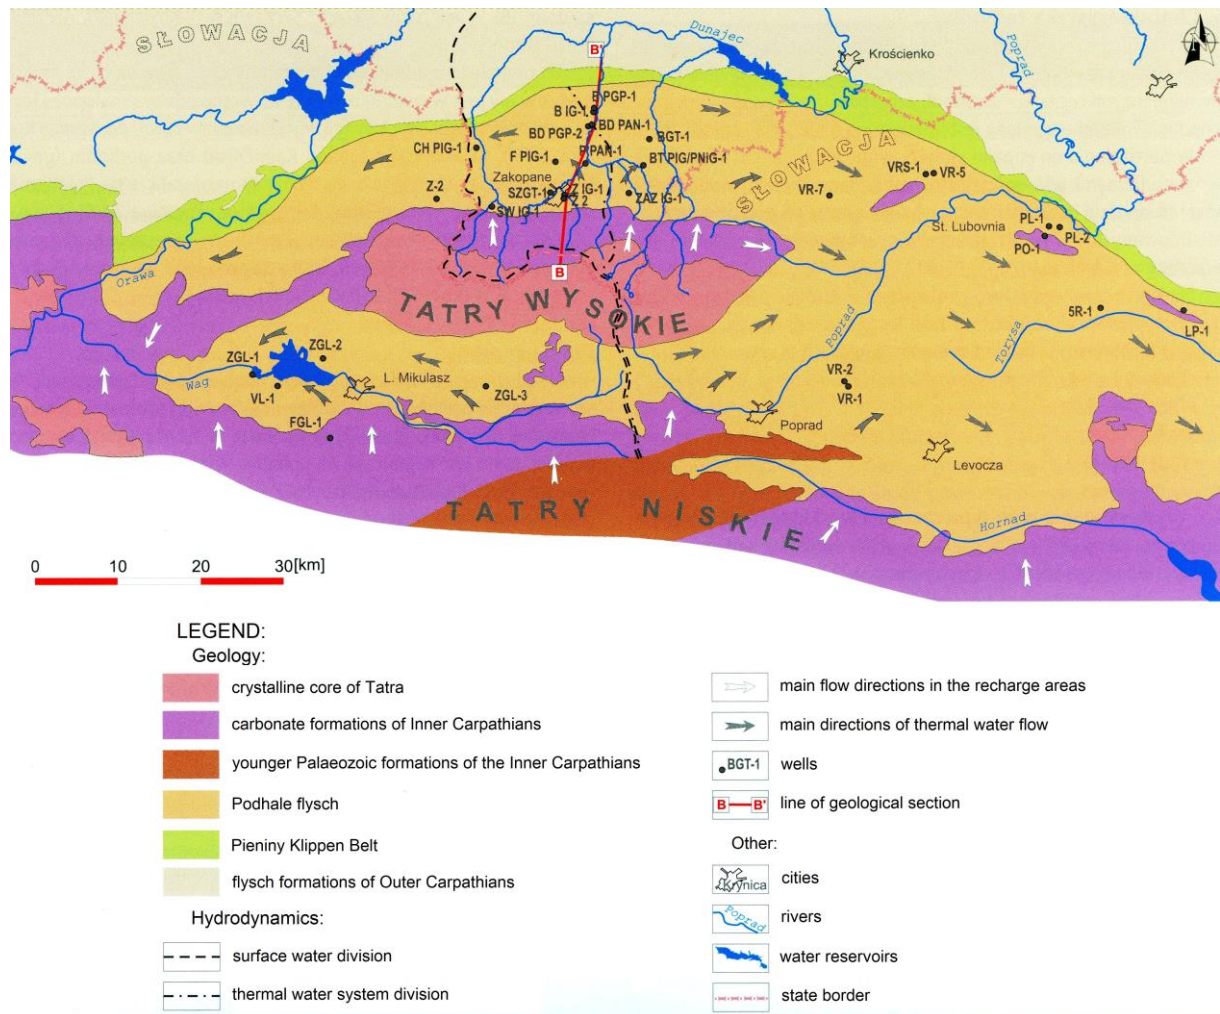 SŁOWACJA
Dunajec
Poprad
Krościenko
B'
B PGP-1
B IG-1
BD PAN-1
BD PGP-2
BGT-1
CH PIG-1
F PIG-1
P PAN-1
BT PIG/PNiG-1
SŁOWACJA
VRS-1
VR-5
Zakopane
Z-2
SZGT-1
Z IG-1
Z 2
ZAZ IG-1
VR-7
SW IG-1
PL-1
St. Lubovnia
PL-2
PO-1
B
Orawa
TATRY WYSOKIE
Poprad
5R-1
Torysa
LP-1
ZGL-1
ZGL-2
L. Mikulasz
Wag
VL-1
ZGL-3
VR-2
VR-1
FGL-1
Poprad
Levocza
TATRY NISKIE
Hornad
0 10 20 30[km]
LEGEND:
Geology:
crystalline core of Tatra
carbonate formations of Inner Carpathians
younger Palaeozoic formations of the Inner Carpathians
Podhale flysch
Pieniny Klippen Belt
flysch formations of Outer Carpathians
Hydrodynamics:
surface water division
thermal water system division
main flow directions in the recharge areas
main directions of thermal water flow
BGT-1 wells
B B' line of geological section
Other:
Krynica cities
Poprad rivers
water reservoirs
state border